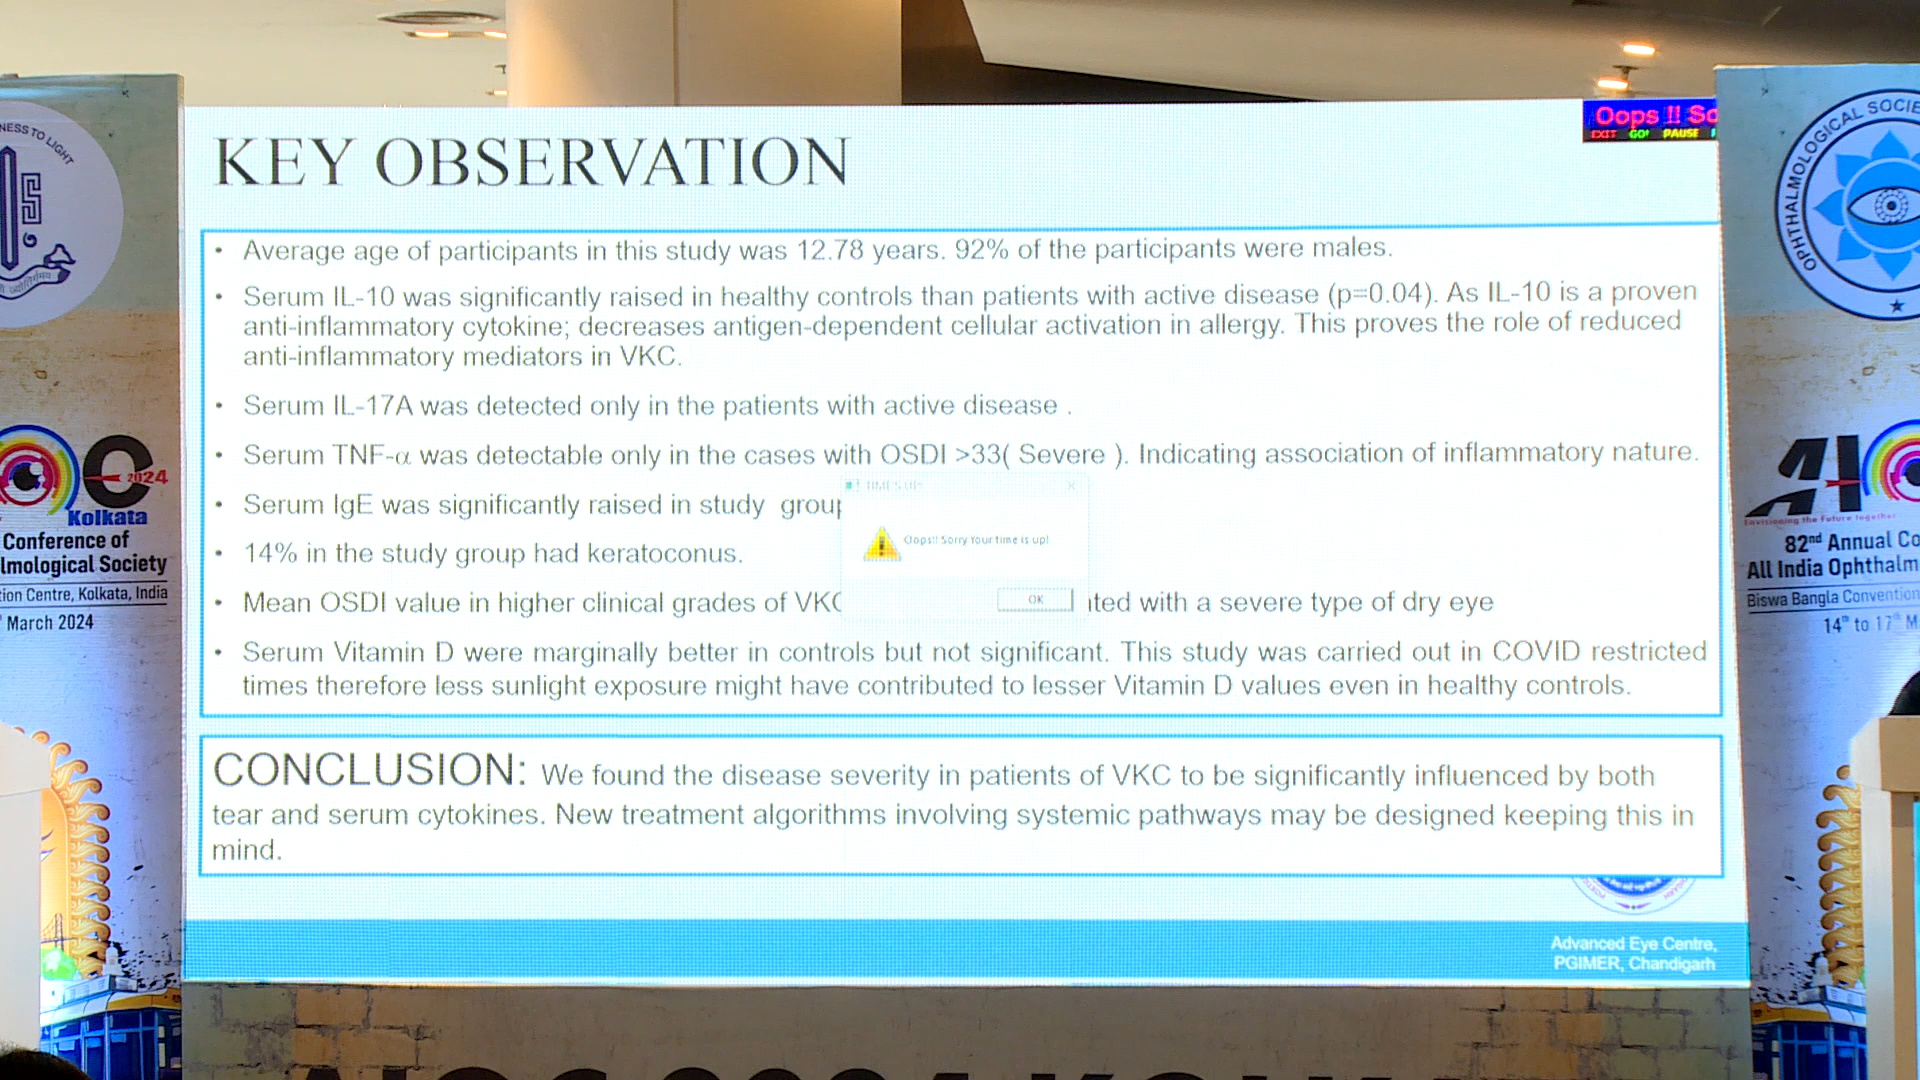 Oops !! So
EXIT GO! PAUSE
KEY OBSERVATION
• Average age of participants in this study was 12.78 years. 92% of the participants were males.
• Serum IL-10 was significantly raised in healthy controls than patients with active disease (p=0.04). As IL-10 is a proven
anti-inflammatory cytokine; decreases antigen-dependent cellular activation in allergy. This proves the role of reduced
anti-inflammatory mediators in VKC.
• Serum IL-17A was detected only in the patients with active disease .
• Serum TNF-α was detectable only in the cases with OSDI >33( Severe ). Indicating association of inflammatory nature.
• Serum IgE was significantly raised in study group
• 14% in the study group had keratoconus.
• Mean OSDI value in higher clinical grades of VKC
ited with a severe type of dry eye
• Serum Vitamin D were marginally better in controls but not significant. This study was carried out in COVID restricted
times therefore less sunlight exposure might have contributed to lesser Vitamin D values even in healthy controls.
TIMES UP
Oops!! Sorry Your time is up!
OK
CONCLUSION: We found the disease severity in patients of VKC to be significantly influenced by both
tear and serum cytokines. New treatment algorithms involving systemic pathways may be designed keeping this in
mind.
Advanced Eye Centre,
PGIMER, Chandigarh
NESS TO LIGHT
2024
Kolkata
Conference of
lmological Society
tion Centre, Kolkata, India
March 2024
OPHTHALMOLOGICAL SOCIE
AIO
Envisioning the Future Together
82nd Annual Co
All India Ophthalm
Biswa Bangla Convention
14th to 17th M